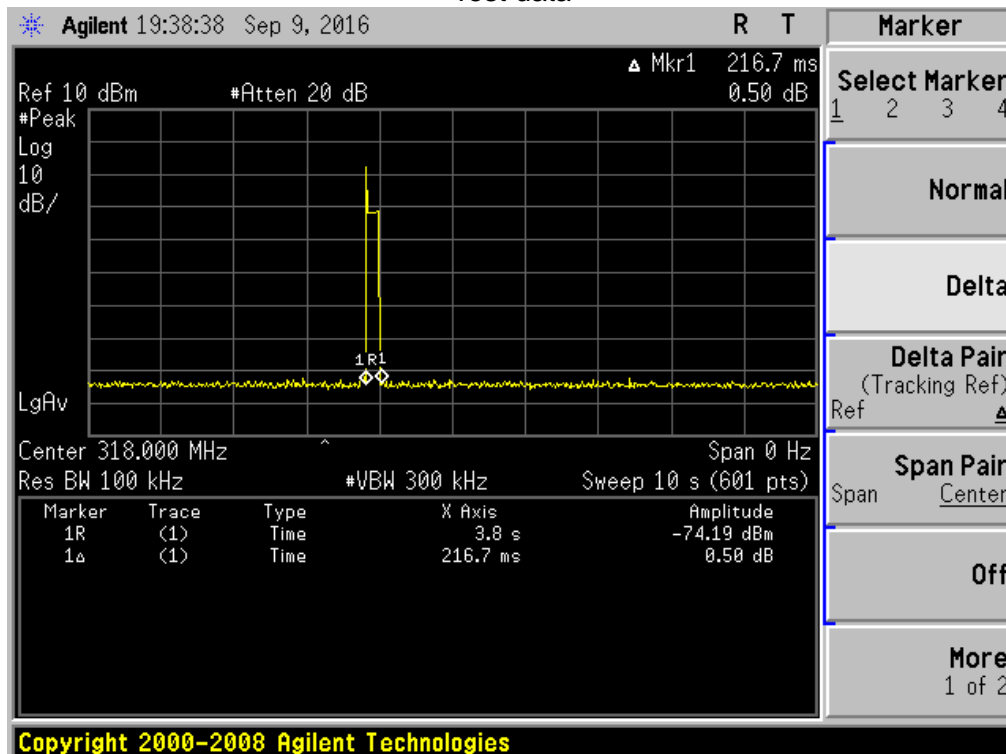 Agilent 19:38:38 Sep 9, 2016 R T
Δ Mkr1 216.7 ms
Ref 10 dBm #Atten 20 dB 0.50 dB
#Peak
Log
10
dB/
1R 1
LgAv
Center 318.000 MHz ^ Span 0 Hz
Res BW 100 kHz #VBW 300 kHz Sweep 10 s (601 pts)
Marker Trace Type X Axis Amplitude
1R (1) Time 3.8 s -74.19 dBm
1Δ (1) Time 216.7 ms 0.50 dB
Marker
Select Marker
1 2 3 4
Normal
Delta
Delta Pair
(Tracking Ref)
Ref Δ
Span Pair
Span Center
Off
More
1 of 2
Copyright 2000-2008 Agilent Technologies